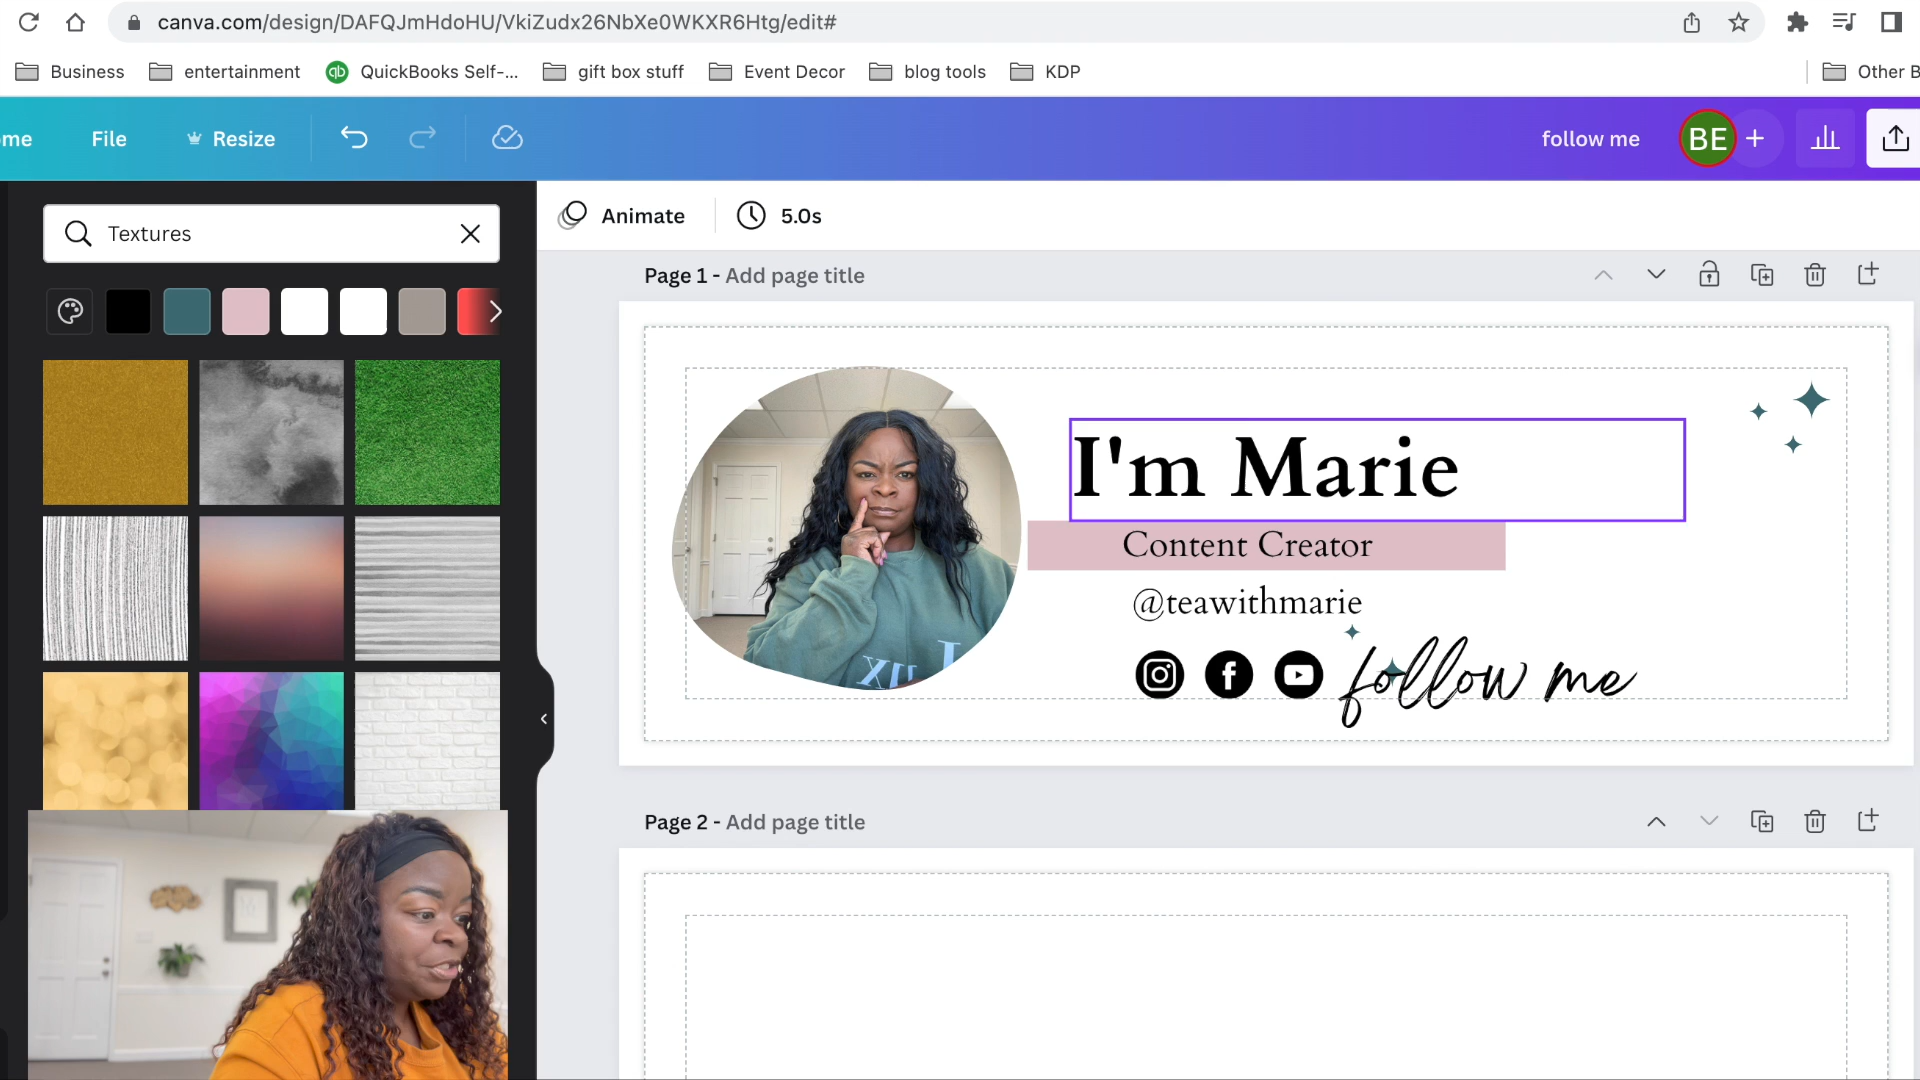 canva.com/design/DAFQJmHdoHU/VkiZudx26NbXe0WKXR6Htg/edit#
Business entertainment qb QuickBooks Self-... gift box stuff Event Decor blog tools KDP Other B
me File Resize follow me BE +
Textures
Animate 5.0s
Page 1 - Add page title
I'm Marie
Content Creator
@teawithmarie
follow me
Page 2 - Add page title